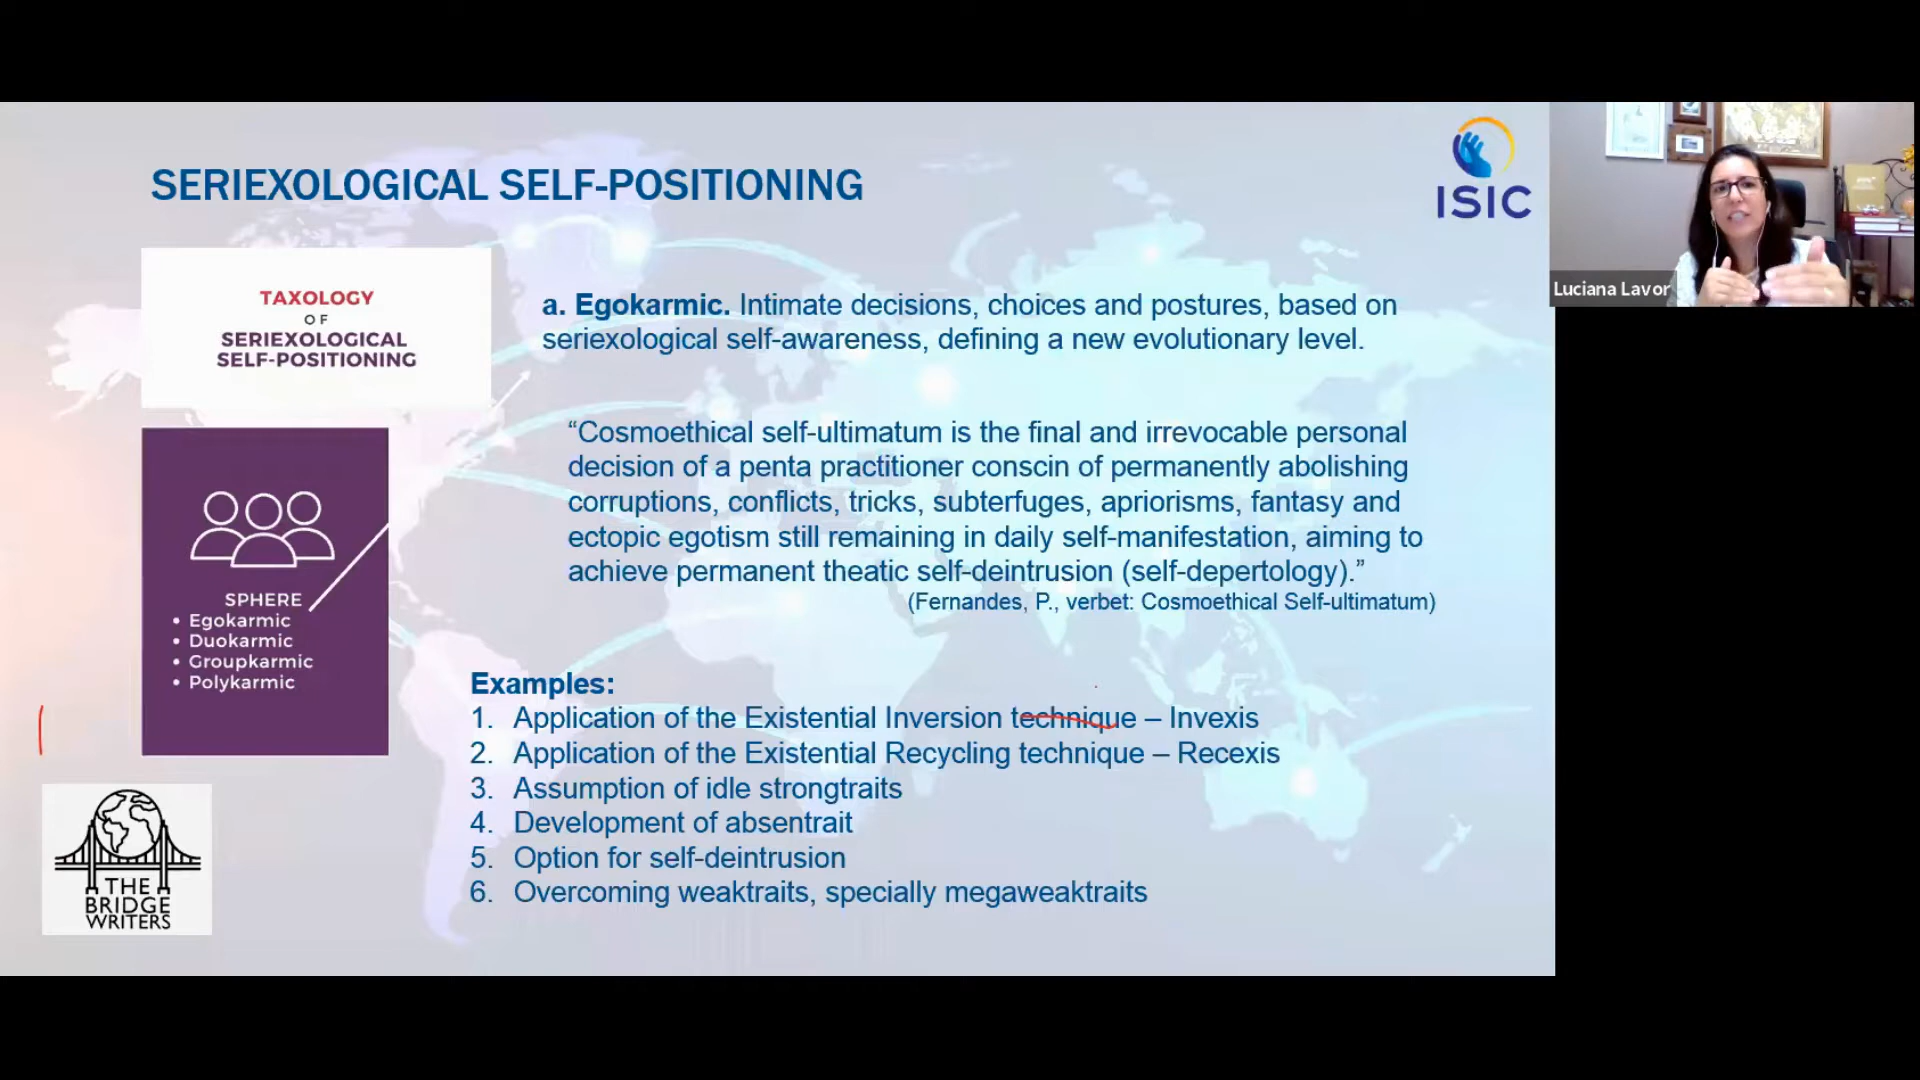 SERIEXOLOGICAL SELF-POSITIONING
ISIC
Luciana Lavor
TAXOLOGY
OF
SERIEXOLOGICAL
SELF-POSITIONING
a. Egokarmic. Intimate decisions, choices and postures, based on
seriexological self-awareness, defining a new evolutionary level.
“Cosmoethical self-ultimatum is the final and irrevocable personal
decision of a penta practitioner conscin of permanently abolishing
corruptions, conflicts, tricks, subterfuges, apriorisms, fantasy and
ectopic egotism still remaining in daily self-manifestation, aiming to
achieve permanent theatic self-deintrusion (self-depertology).”
(Fernandes, P., verbet: Cosmoethical Self-ultimatum)
SPHERE
• Egokarmic
• Duokarmic
• Groupkarmic
• Polykarmic
Examples:
1. Application of the Existential Inversion technique – Invexis
2. Application of the Existential Recycling technique – Recexis
3. Assumption of idle strongtraits
4. Development of absentrait
5. Option for self-deintrusion
6. Overcoming weaktraits, specially megaweaktraits
THE
BRIDGE
WRITERS